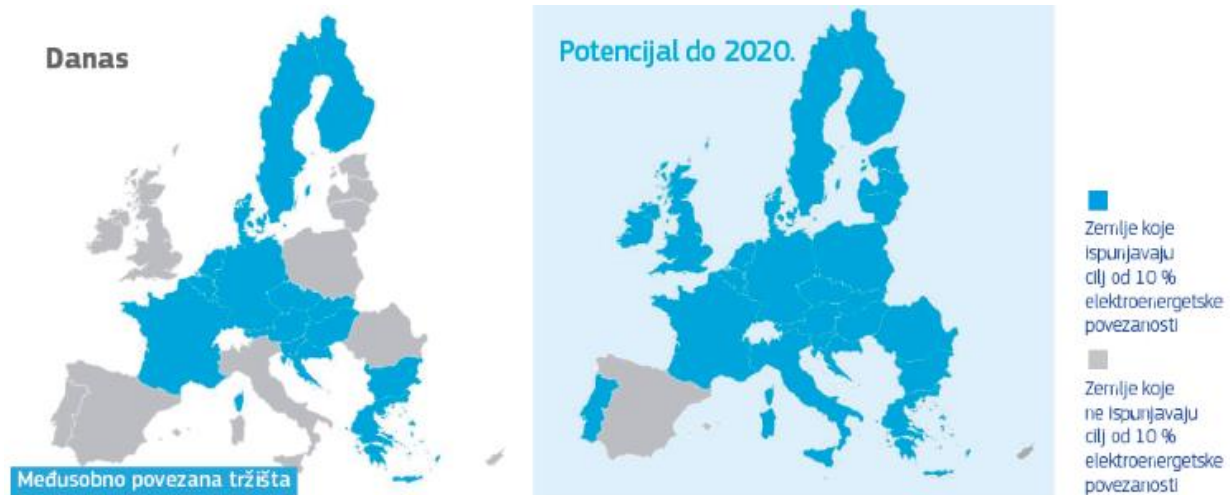 Danas
Potencijal do 2020.
Međusobno povezana tržišta
Zemlje koje
ispunjavaju
cilj od 10 %
elektroenergetske
povezanosti
Zemlje koje
ne ispunjavaju
cilj od 10 %
elektroenergetske
povezanosti